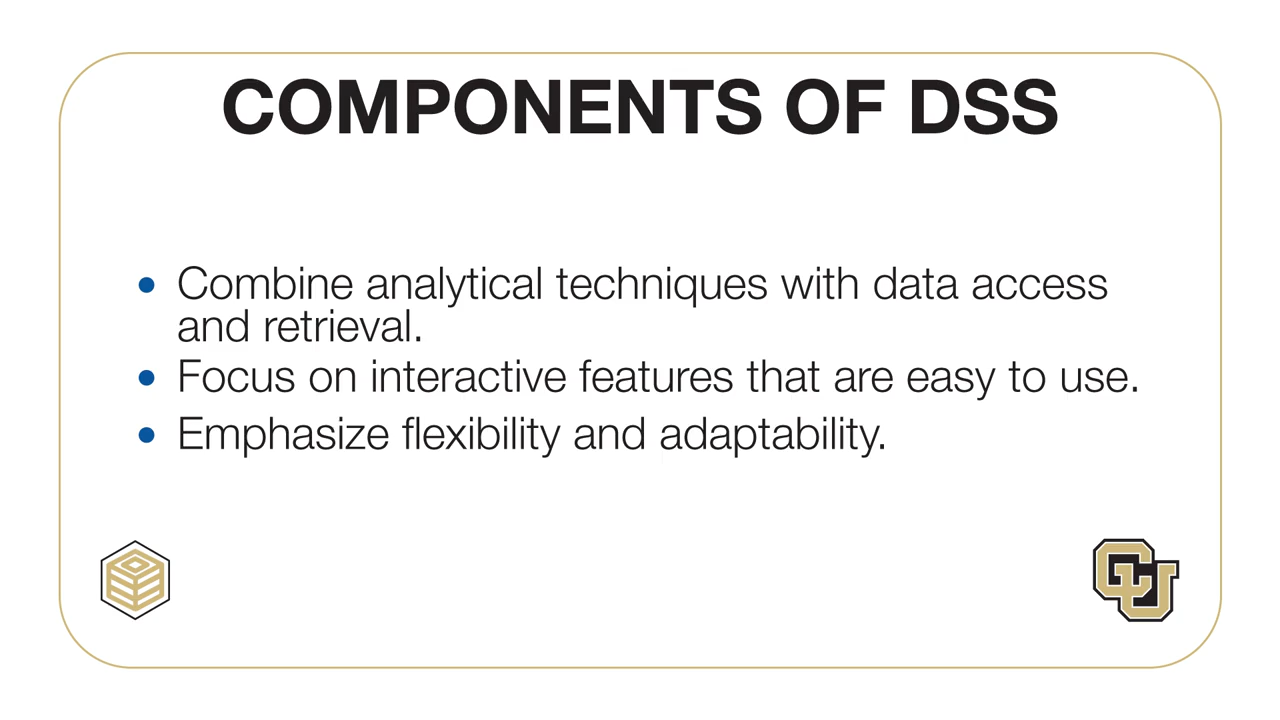 COMPONENTS OF DSS
• Combine analytical techniques with data access
and retrieval.
• Focus on interactive features that are easy to use.
• Emphasize flexibility and adaptability.
CU